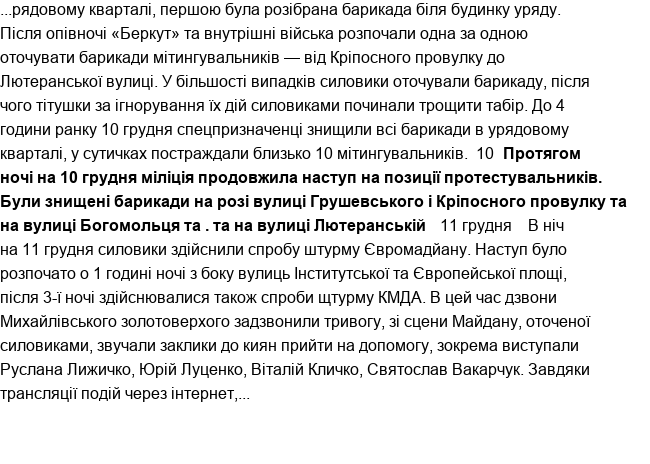 ...рядовому кварталі, першою була розібрана барикада біля будинку уряду.
Після опівночі «Беркут» та внутрішні війська розпочали одна за одною
оточувати барикади мітингувальників — від Кріпосного провулку до
Лютеранської вулиці. У більшості випадків силовики оточували барикаду, після
чого тітушки за ігнорування їх дій силовиками починали трощити табір. До 4
години ранку 10 грудня спецпризначенці знищили всі барикади в урядовому
кварталі, у сутичках постраждали близько 10 мітингувальників.  10  Протягом
ночі на 10 грудня міліція продовжила наступ на позиції протестувальників.
Були знищені барикади на розі вулиці Грушевського і Кріпосного провулку та
на вулиці Богомольця та . та на вулиці Лютеранській   11 грудня   В ніч
на 11 грудня силовики здійснили спробу штурму Євромадйану. Наступ було
розпочато о 1 годині ночі з боку вулиць Інститутської та Європейської площі,
після 3-ї ночі здійснювалися також спроби щтурму КМДА. В цей час дзвони
Михайлівського золотоверхого задзвонили тривогу, зі сцени Майдану, оточеної
силовиками, звучали заклики до киян прийти на допомогу, зокрема виступали
Руслана Лижичко, Юрій Луценко, Віталій Кличко, Святослав Вакарчук. Завдяки
трансляції подій через інтернет,...